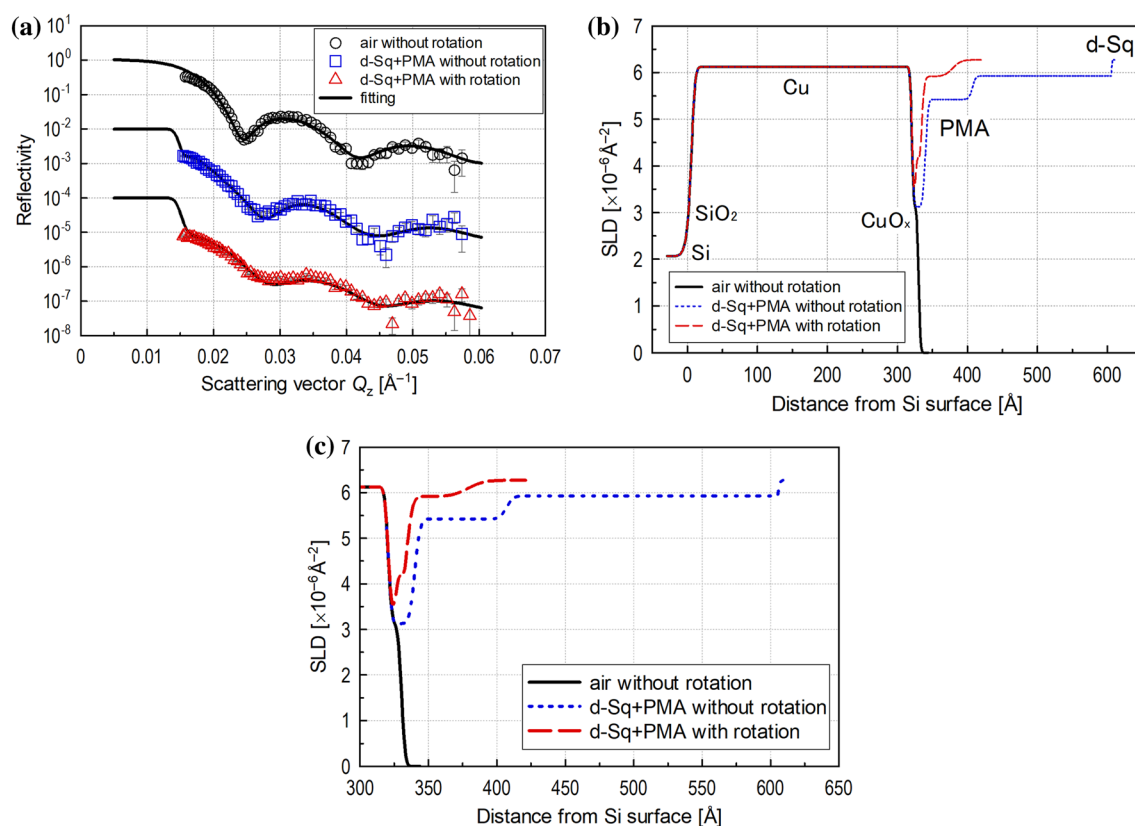 (a)
10¹
10⁰
10⁻¹
10⁻²
10⁻³
10⁻⁴
10⁻⁵
10⁻⁶
10⁻⁷
10⁻⁸
Reflectivity
air without rotation
d-Sq+PMA without rotation
d-Sq+PMA with rotation
fitting
0 0.01 0.02 0.03 0.04 0.05 0.06 0.07
Scattering vector Q_z [Å⁻¹]
(b)
7
6
5
4
3
2
1
0
SLD [×10⁻⁶Å⁻²]
d-Sq
Cu
PMA
SiO₂
CuOₓ
Si
air without rotation
d-Sq+PMA without rotation
d-Sq+PMA with rotation
0 100 200 300 400 500 600
Distance from Si surface [Å]
(c)
7
6
5
4
3
2
1
0
SLD [×10⁻⁶Å⁻²]
air without rotation
d-Sq+PMA without rotation
d-Sq+PMA with rotation
300 350 400 450 500 550 600 650
Distance from Si surface [Å]